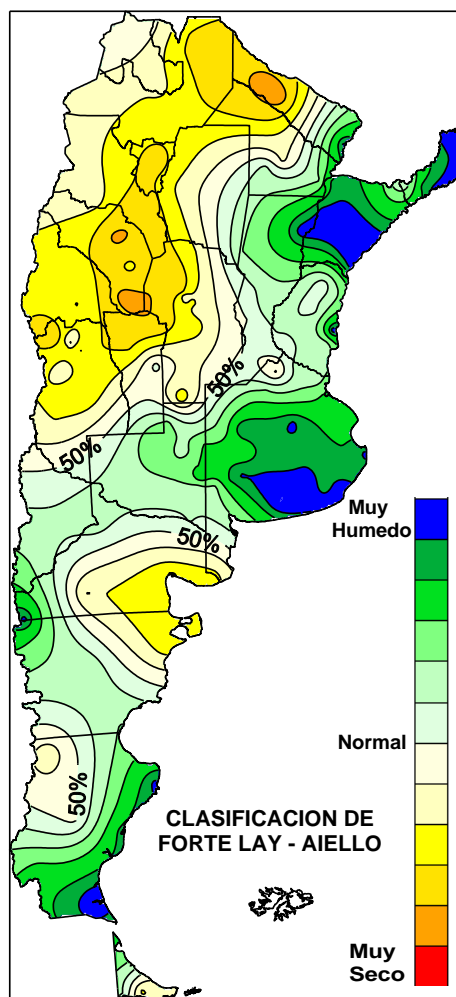 50%
50%
50%
50%
Muy
Humedo
Normal
Muy
Seco
CLASIFICACION DE
FORTE LAY - AIELLO